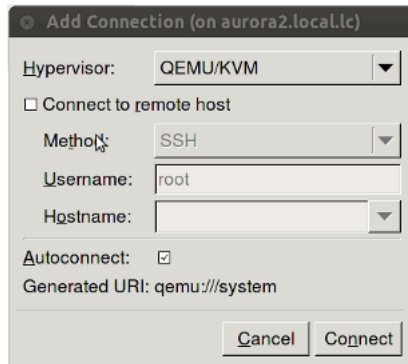 Add Connection (on aurora2.local.lc)
Hypervisor: QEMU/KVM
Connect to remote host
Method: SSH
Username: root
Hostname:
Autoconnect:
Generated URI: qemu:///system
Cancel Connect